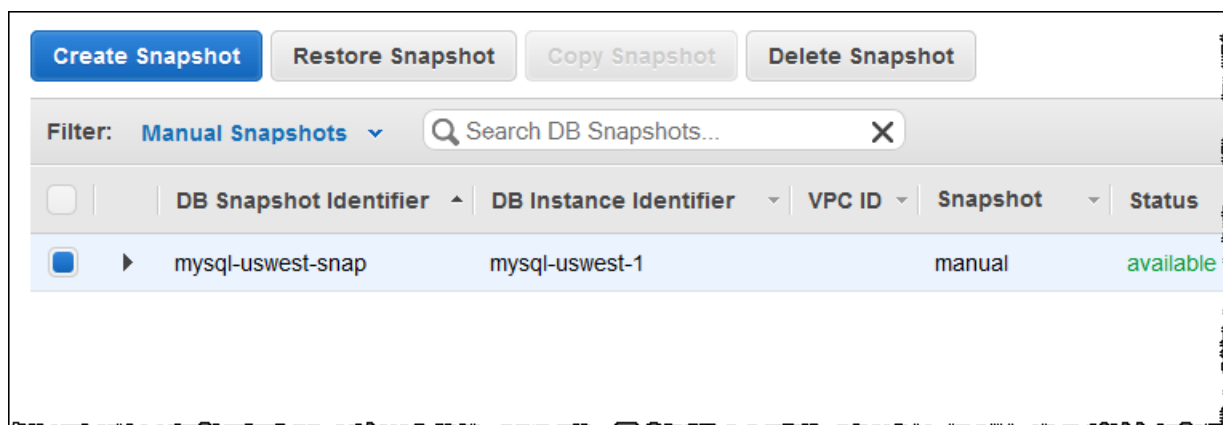 Create Snapshot Restore Snapshot Copy Snapshot Delete Snapshot
Filter: Manual Snapshots Search DB Snapshots...
DB Snapshot Identifier DB Instance Identifier VPC ID Snapshot Status
mysql-uswest-snap mysql-uswest-1 manual available